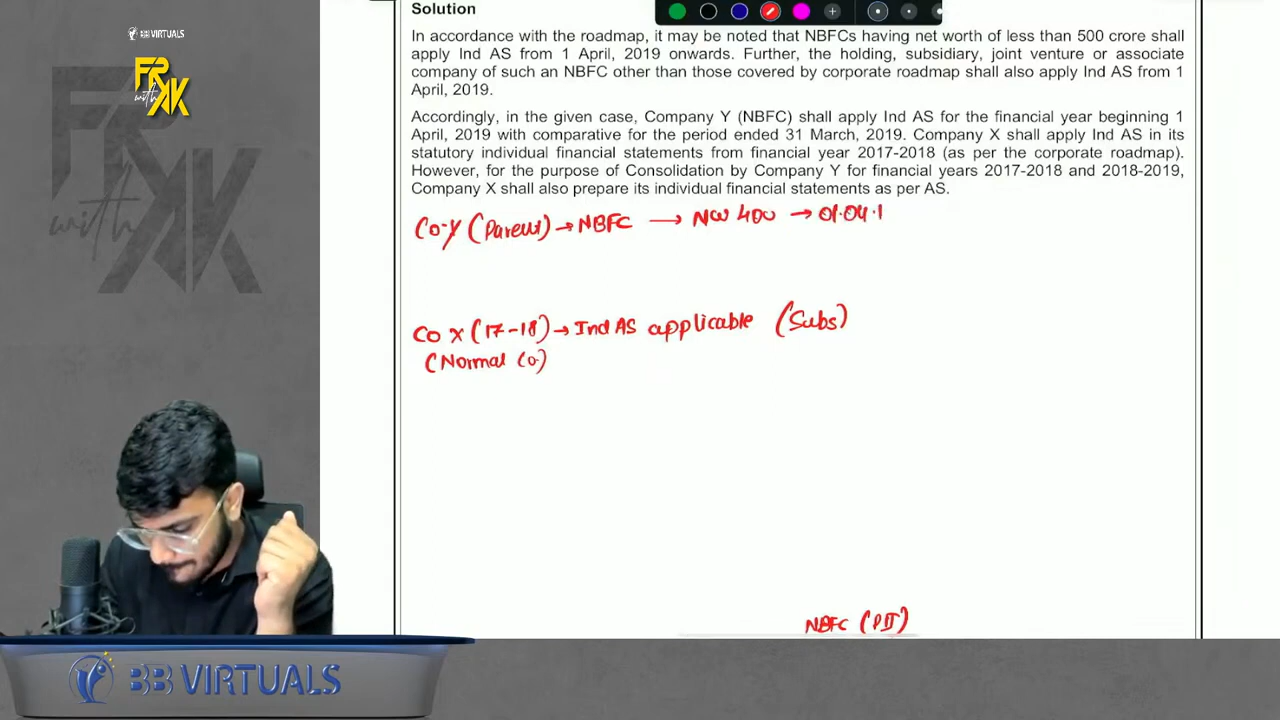 BB VIRTUALS
FR
with
AK
FR
with
AK
Solution
In accordance with the roadmap, it may be noted that NBFCs having net worth of less than 500 crore shall
apply Ind AS from 1 April, 2019 onwards. Further, the holding, subsidiary, joint venture or associate
company of such an NBFC other than those covered by corporate roadmap shall also apply Ind AS from 1
April, 2019.
Accordingly, in the given case, Company Y (NBFC) shall apply Ind AS for the financial year beginning 1
April, 2019 with comparative for the period ended 31 March, 2019. Company X shall apply Ind AS in its
statutory individual financial statements from financial year 2017-2018 (as per the corporate roadmap).
However, for the purpose of Consolidation by Company Y for financial years 2017-2018 and 2018-2019,
Company X shall also prepare its individual financial statements as per AS.
Co-Y (Parent) → NBFC → NW 400 → 01.04.1
Co X (17-18) → Ind AS applicable (Subs)
(Normal Co)
NBFC (PII)
BB VIRTUALS